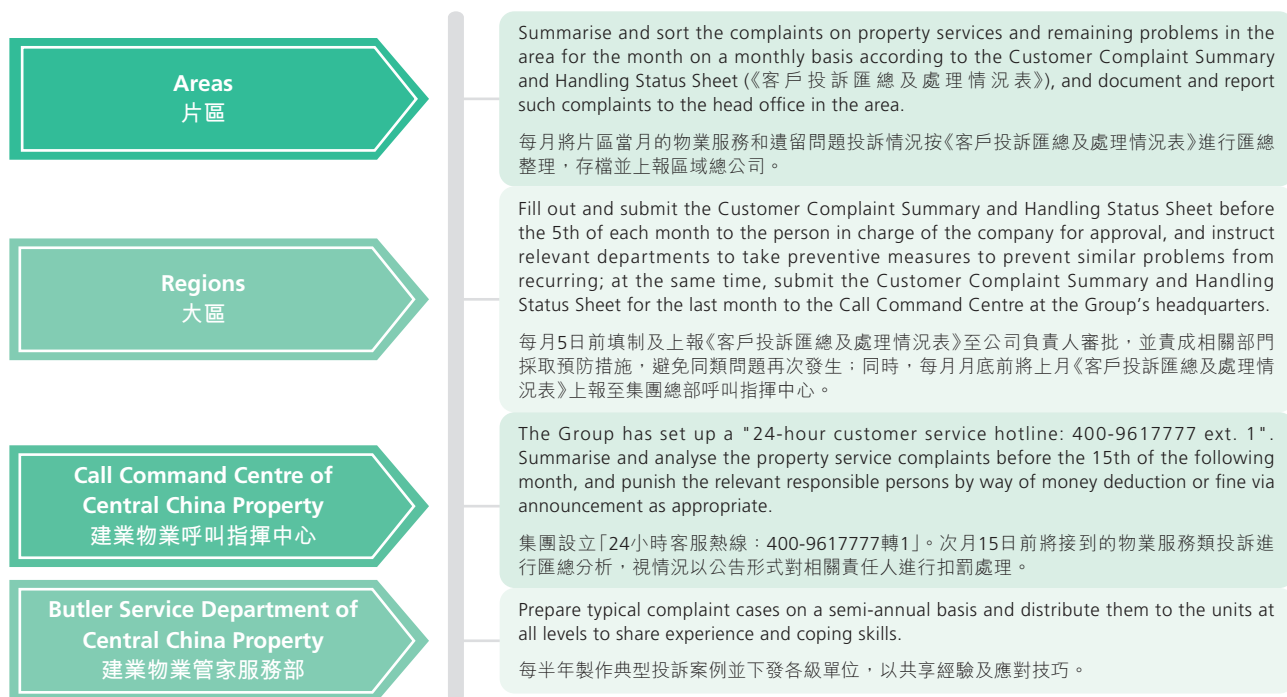 Areas
片區
Summarise and sort the complaints on property services and remaining problems in the
area for the month on a monthly basis according to the Customer Complaint Summary
and Handling Status Sheet (《客戶投訴匯總及處理情況表》), and document and report
such complaints to the head office in the area.
每月將片區當月的物業服務和遺留問題投訴情況按《客戶投訴匯總及處理情況表》進行匯總
整理，存檔並上報區域總公司。
Regions
大區
Fill out and submit the Customer Complaint Summary and Handling Status Sheet before
the 5th of each month to the person in charge of the company for approval, and instruct
relevant departments to take preventive measures to prevent similar problems from
recurring; at the same time, submit the Customer Complaint Summary and Handling
Status Sheet for the last month to the Call Command Centre at the Group's headquarters.
每月5日前填制及上報《客戶投訴匯總及處理情況表》至公司負責人審批，並責成相關部門
採取預防措施，避免同類問題再次發生；同時，每月月底前將上月《客戶投訴匯總及處理情
況表》上報至集團總部呼叫指揮中心。
Call Command Centre of
Central China Property
建業物業呼叫指揮中心
The Group has set up a "24-hour customer service hotline: 400-9617777 ext. 1".
Summarise and analyse the property service complaints before the 15th of the following
month, and punish the relevant responsible persons by way of money deduction or fine via
announcement as appropriate.
集團設立「24小時客服熱線：400-9617777轉1」。次月15日前將接到的物業服務類投訴進
行匯總分析，視情況以公告形式對相關責任人進行扣罰處理。
Butler Service Department of
Central China Property
建業物業管家服務部
Prepare typical complaint cases on a semi-annual basis and distribute them to the units at
all levels to share experience and coping skills.
每半年製作典型投訴案例並下發各級單位，以共享經驗及應對技巧。